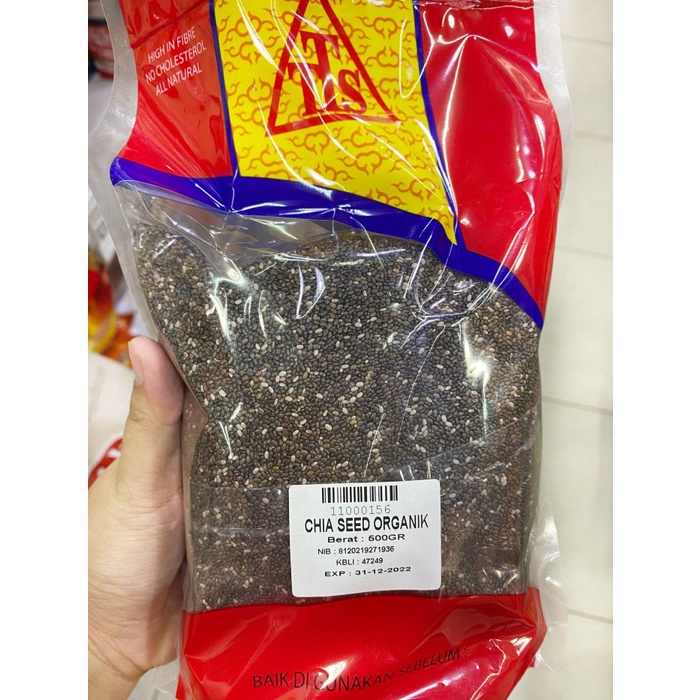 HIGH IN FIBRE
NO CHOLESTEROL
ALL NATURAL
TTLS
11000156
CHIA SEED ORGANIK
Berat : 500GR
NIB : 8120219271936
KBLI : 47249
EXP : 31-12-2022
BAIK DI GUNAKAN SEBELUM :